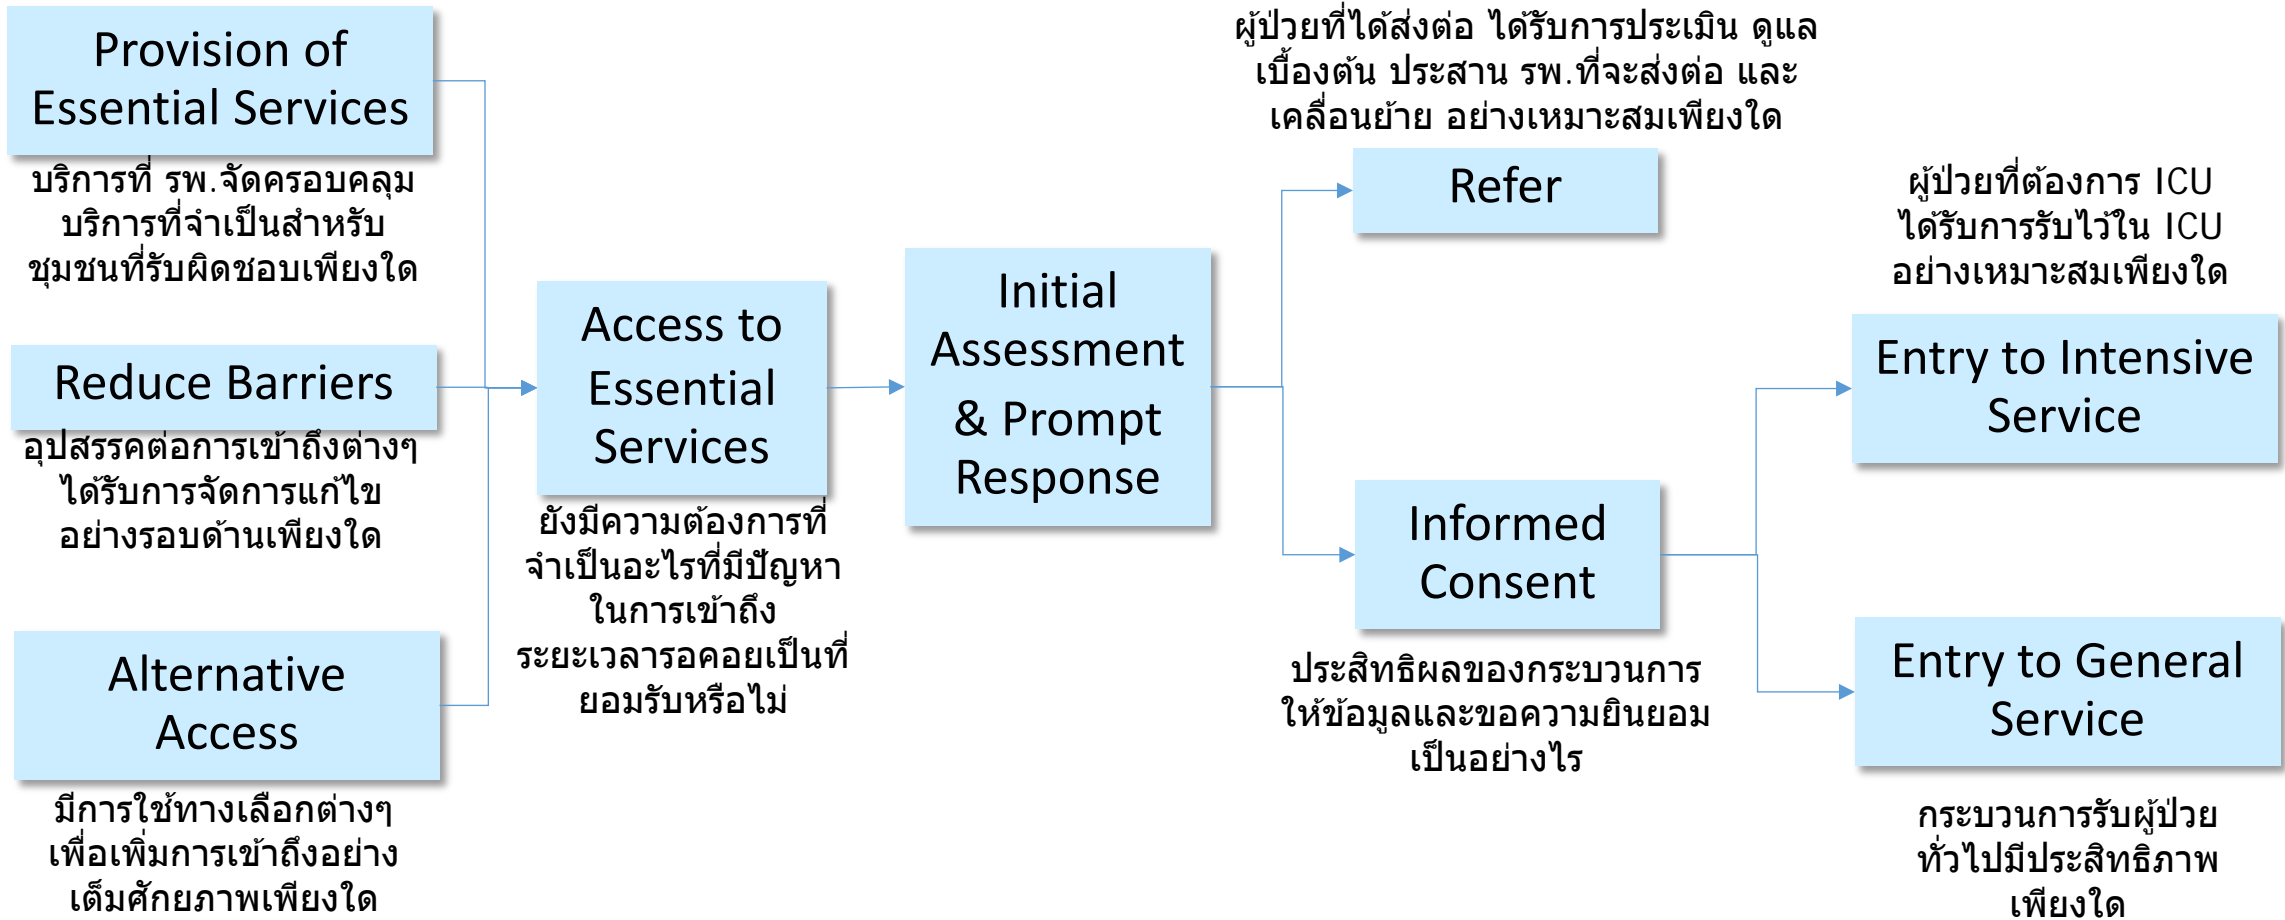 Provision of
Essential Services
บริการที่ รพ.จัดครอบคลุม
บริการที่จำเป็นสำหรับ
ชุมชนที่รับผิดชอบเพียงใด
Reduce Barriers
อุปสรรคต่อการเข้าถึงต่างๆ
ได้รับการจัดการแก้ไข
อย่างรอบด้านเพียงใด
Alternative
Access
มีการใช้ทางเลือกต่างๆ
เพื่อเพิ่มการเข้าถึงอย่าง
เต็มศักยภาพเพียงใด
Access to
Essential
Services
ยังมีความต้องการที่
จำเป็นอะไรที่มีปัญหา
ในการเข้าถึง
ระยะเวลารอคอยเป็นที่
ยอมรับหรือไม่
Initial
Assessment
& Prompt
Response
ผู้ป่วยที่ได้ส่งต่อ ได้รับการประเมิน ดูแล
เบื้องต้น ประสาน รพ.ที่จะส่งต่อ และ
เคลื่อนย้าย อย่างเหมาะสมเพียงใด
Refer
Informed
Consent
ประสิทธิผลของกระบวนการ
ให้ข้อมูลและขอความยินยอม
เป็นอย่างไร
ผู้ป่วยที่ต้องการ ICU
ได้รับการรับไว้ใน ICU
อย่างเหมาะสมเพียงใด
Entry to Intensive
Service
Entry to General
Service
กระบวนการรับผู้ป่วย
ทั่วไปมีประสิทธิภาพ
เพียงใด